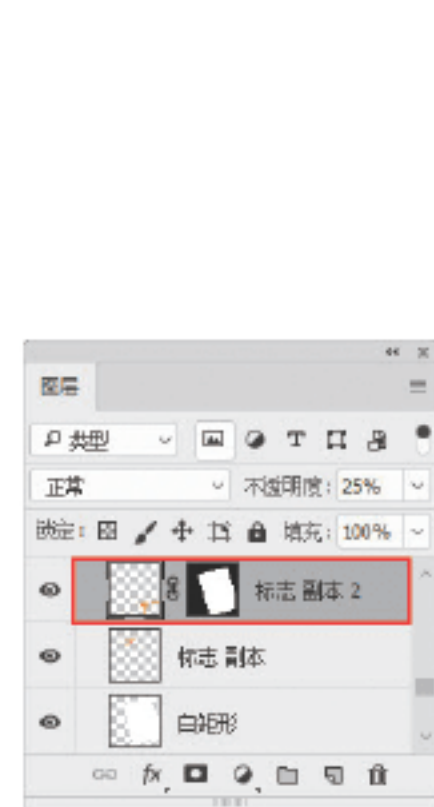 图层
类型
正常 不透明度: 25%
锁定: 填充: 100%
标志 副本 2
标志 副本
白矩形
fx